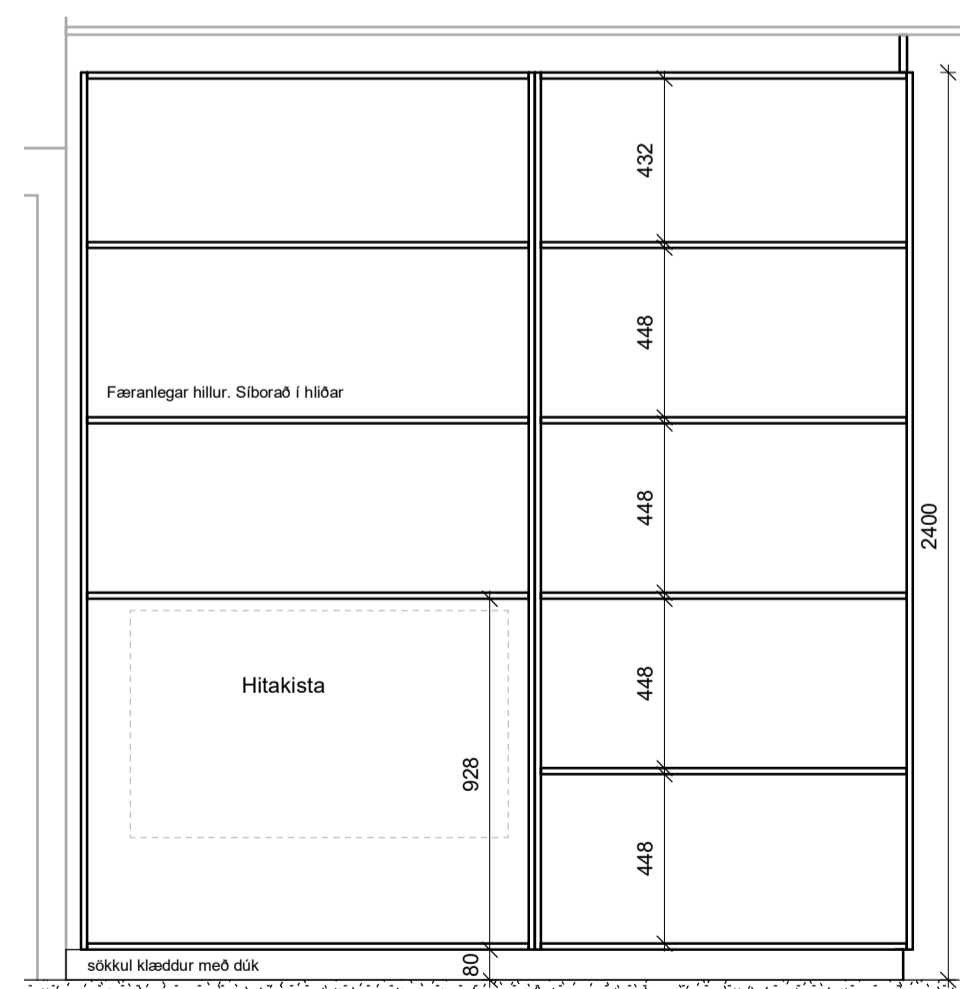 432
448
Færanlegar hillur. Síborað í hliðar
448
2400
Hitakista
448
928
448
sökkul klæddur með dúk
80